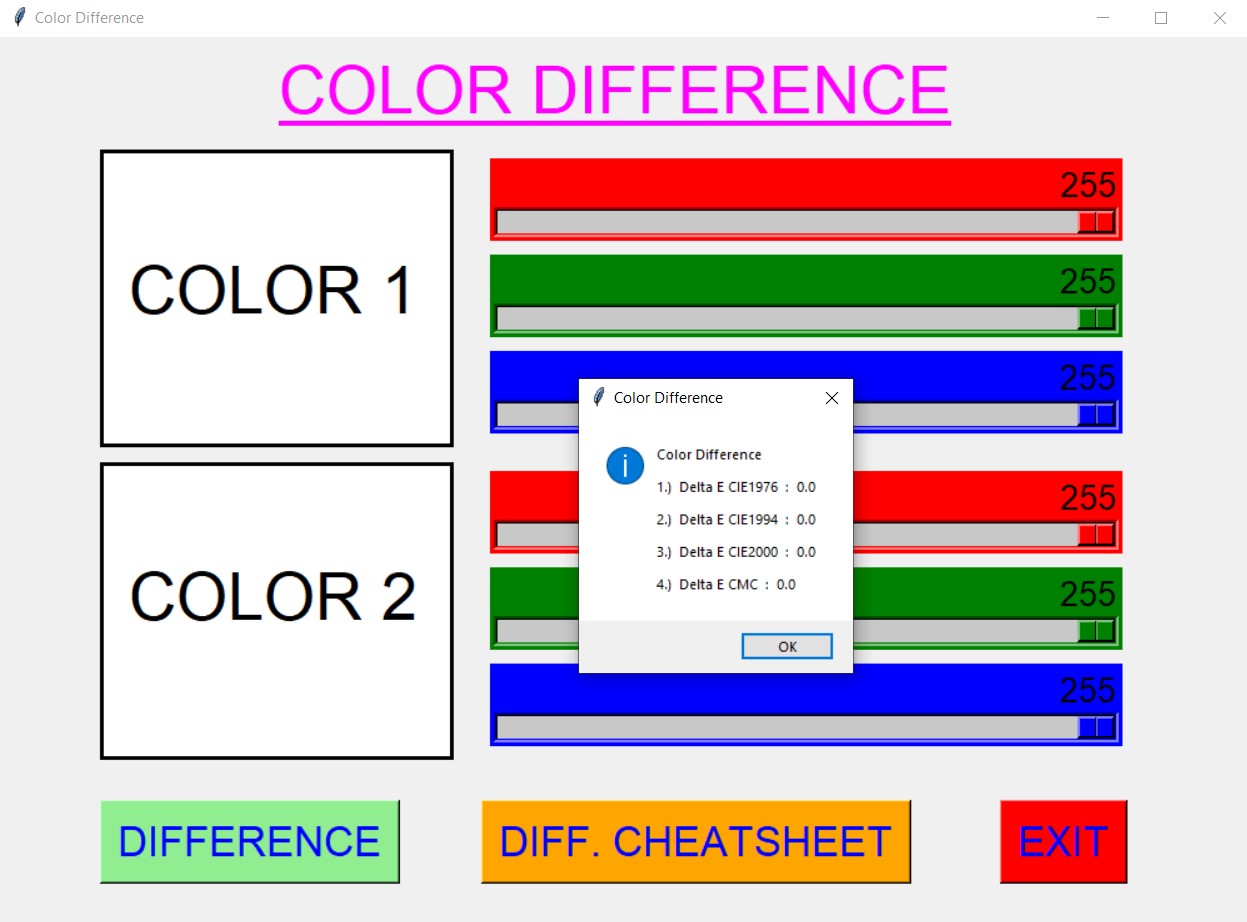 Color Difference
COLOR DIFFERENCE
COLOR 1
255
255
255
Color Difference
Color Difference
1.)  Delta E CIE1976  :  0.0
2.)  Delta E CIE1994  :  0.0
3.)  Delta E CIE2000  :  0.0
4.)  Delta E CMC  :  0.0
OK
COLOR 2
255
255
255
DIFFERENCE
DIFF. CHEATSHEET
EXIT